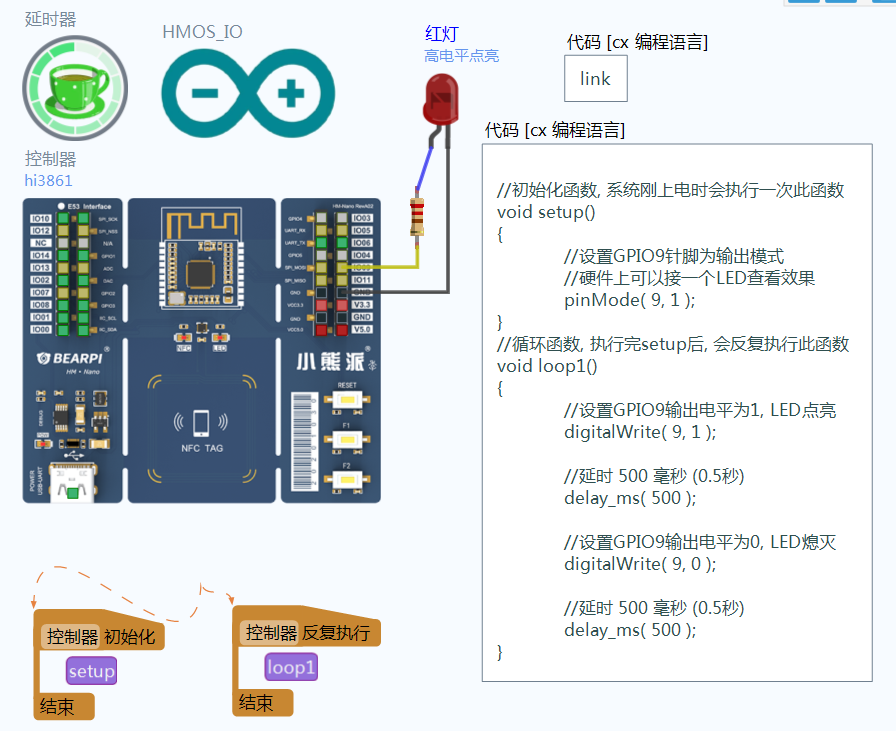 延时器
HMOS_IO
红灯
高电平点亮
代码 [cx 编程语言]
link
控制器
hi3861
代码 [cx 编程语言]
E53 Interface
HM-Nano RevA02
IO10
IO12
NC
IO14
IO13
IO02
IO07
IO08
IO01
IO00
SPI_SCK
SPI_NSS
N/A
GPIO1
ADC
DAC
GPIO2
GPIO3
IIC_SCL
IIC_SDA
GPIO4
UART_RX
UART_TX
GPIO5
SPI_MOSI
SPI_MISO
GND
VCC3.3
GND
VCC5.0
IO03
IO05
IO06
IO04
IO11
V3.3
GND
V5.0
BEARPI
HM·Nano
NFC
LED
小熊派
RESET
F1
F2
DEBUG
NFC TAG
POWER
USB-UART
//初始化函数, 系统刚上电时会执行一次此函数
void setup()
{
//设置GPIO9针脚为输出模式
//硬件上可以接一个LED查看效果
pinMode( 9, 1 );
}
//循环函数, 执行完setup后, 会反复执行此函数
void loop1()
{
//设置GPIO9输出电平为1, LED点亮
digitalWrite( 9, 1 );
//延时 500 毫秒 (0.5秒)
delay_ms( 500 );
//设置GPIO9输出电平为0, LED熄灭
digitalWrite( 9, 0 );
//延时 500 毫秒 (0.5秒)
delay_ms( 500 );
}
控制器 初始化
setup
结束
控制器 反复执行
loop1
结束